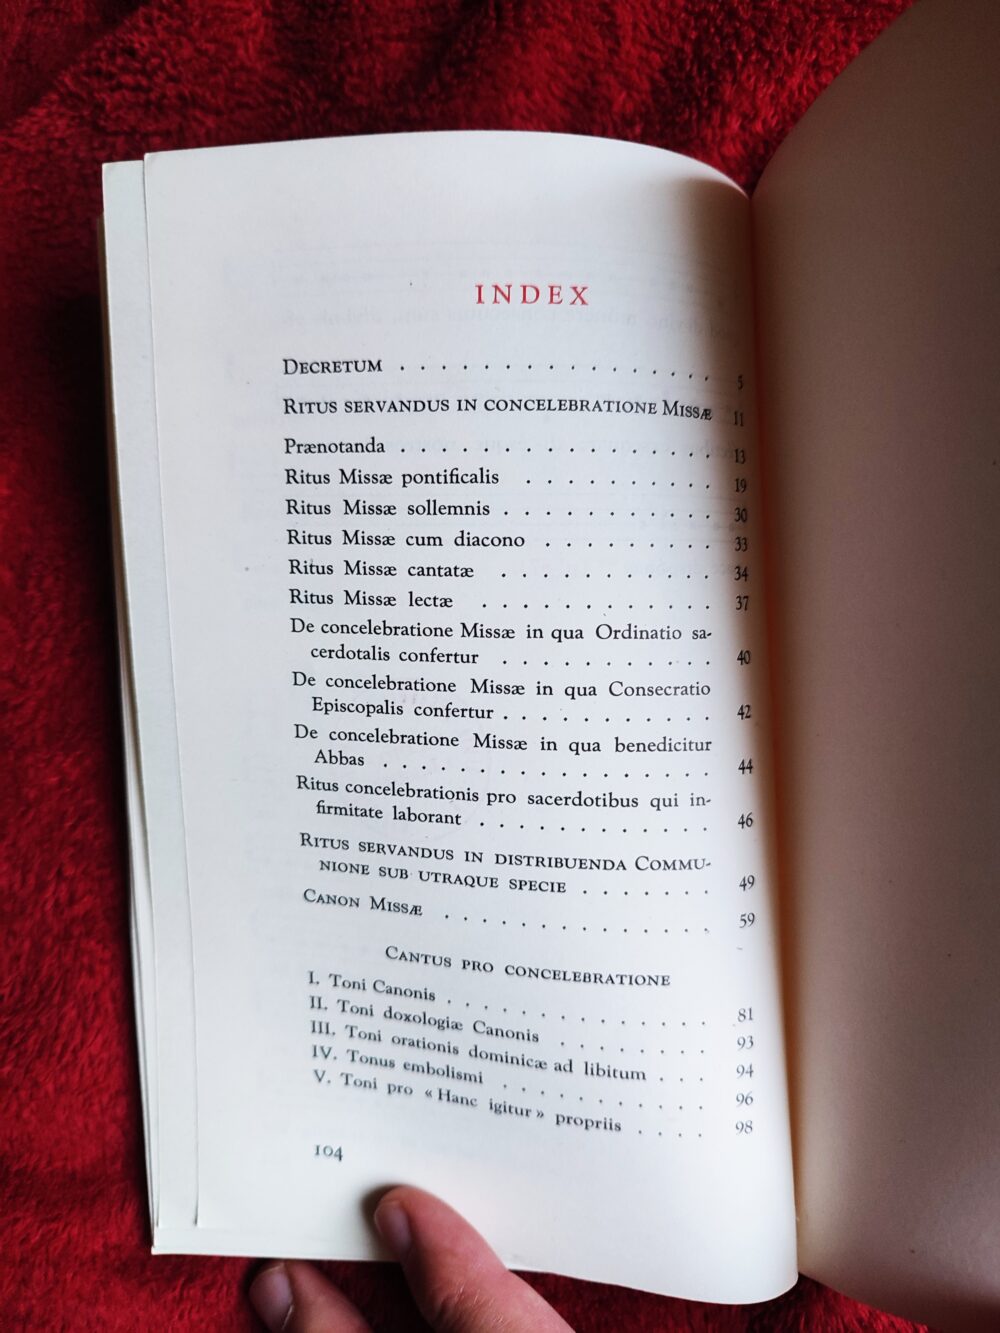 INDEX
DECRETUM . . . . . . . . . . . . . . . . 5
RITUS SERVANDUS IN CONCELEBRATIONE MISSÆ 11
Prænotanda . . . . . . . . . . . . . . . . 13
Ritus Missæ pontificalis . . . . . . . . . . 19
Ritus Missæ sollemnis . . . . . . . . . . . 30
Ritus Missæ cum diacono . . . . . . . . . 33
Ritus Missæ cantatæ . . . . . . . . . . . 34
Ritus Missæ lectæ . . . . . . . . . . . . 37
De concelebratione Missæ in qua Ordinatio sa-
cerdotalis confertur . . . . . . . . . . . 40
De concelebratione Missæ in qua Consecratio
Episcopalis confertur . . . . . . . . . . . 42
De concelebratione Missæ in qua benedicitur
Abbas . . . . . . . . . . . . . . . . . 44
Ritus concelebrationis pro sacerdotibus qui in-
firmitate laborant . . . . . . . . . . . . 46
RITUS SERVANDUS IN DISTRIBUENDA COMMU-
NIONE SUB UTRAQUE SPECIE . . . . . . . 49
CANON MISSÆ . . . . . . . . . . . . . . 59
CANTUS PRO CONCELEBRATIONE
I. Toni Canonis . . . . . . . . . . . . . 81
II. Toni doxologiæ Canonis . . . . . . . . 93
III. Toni orationis dominicæ ad libitum . . . 94
IV. Tonus embolismi . . . . . . . . . . . 96
V. Toni pro « Hanc igitur » propriis . . . . 98
104